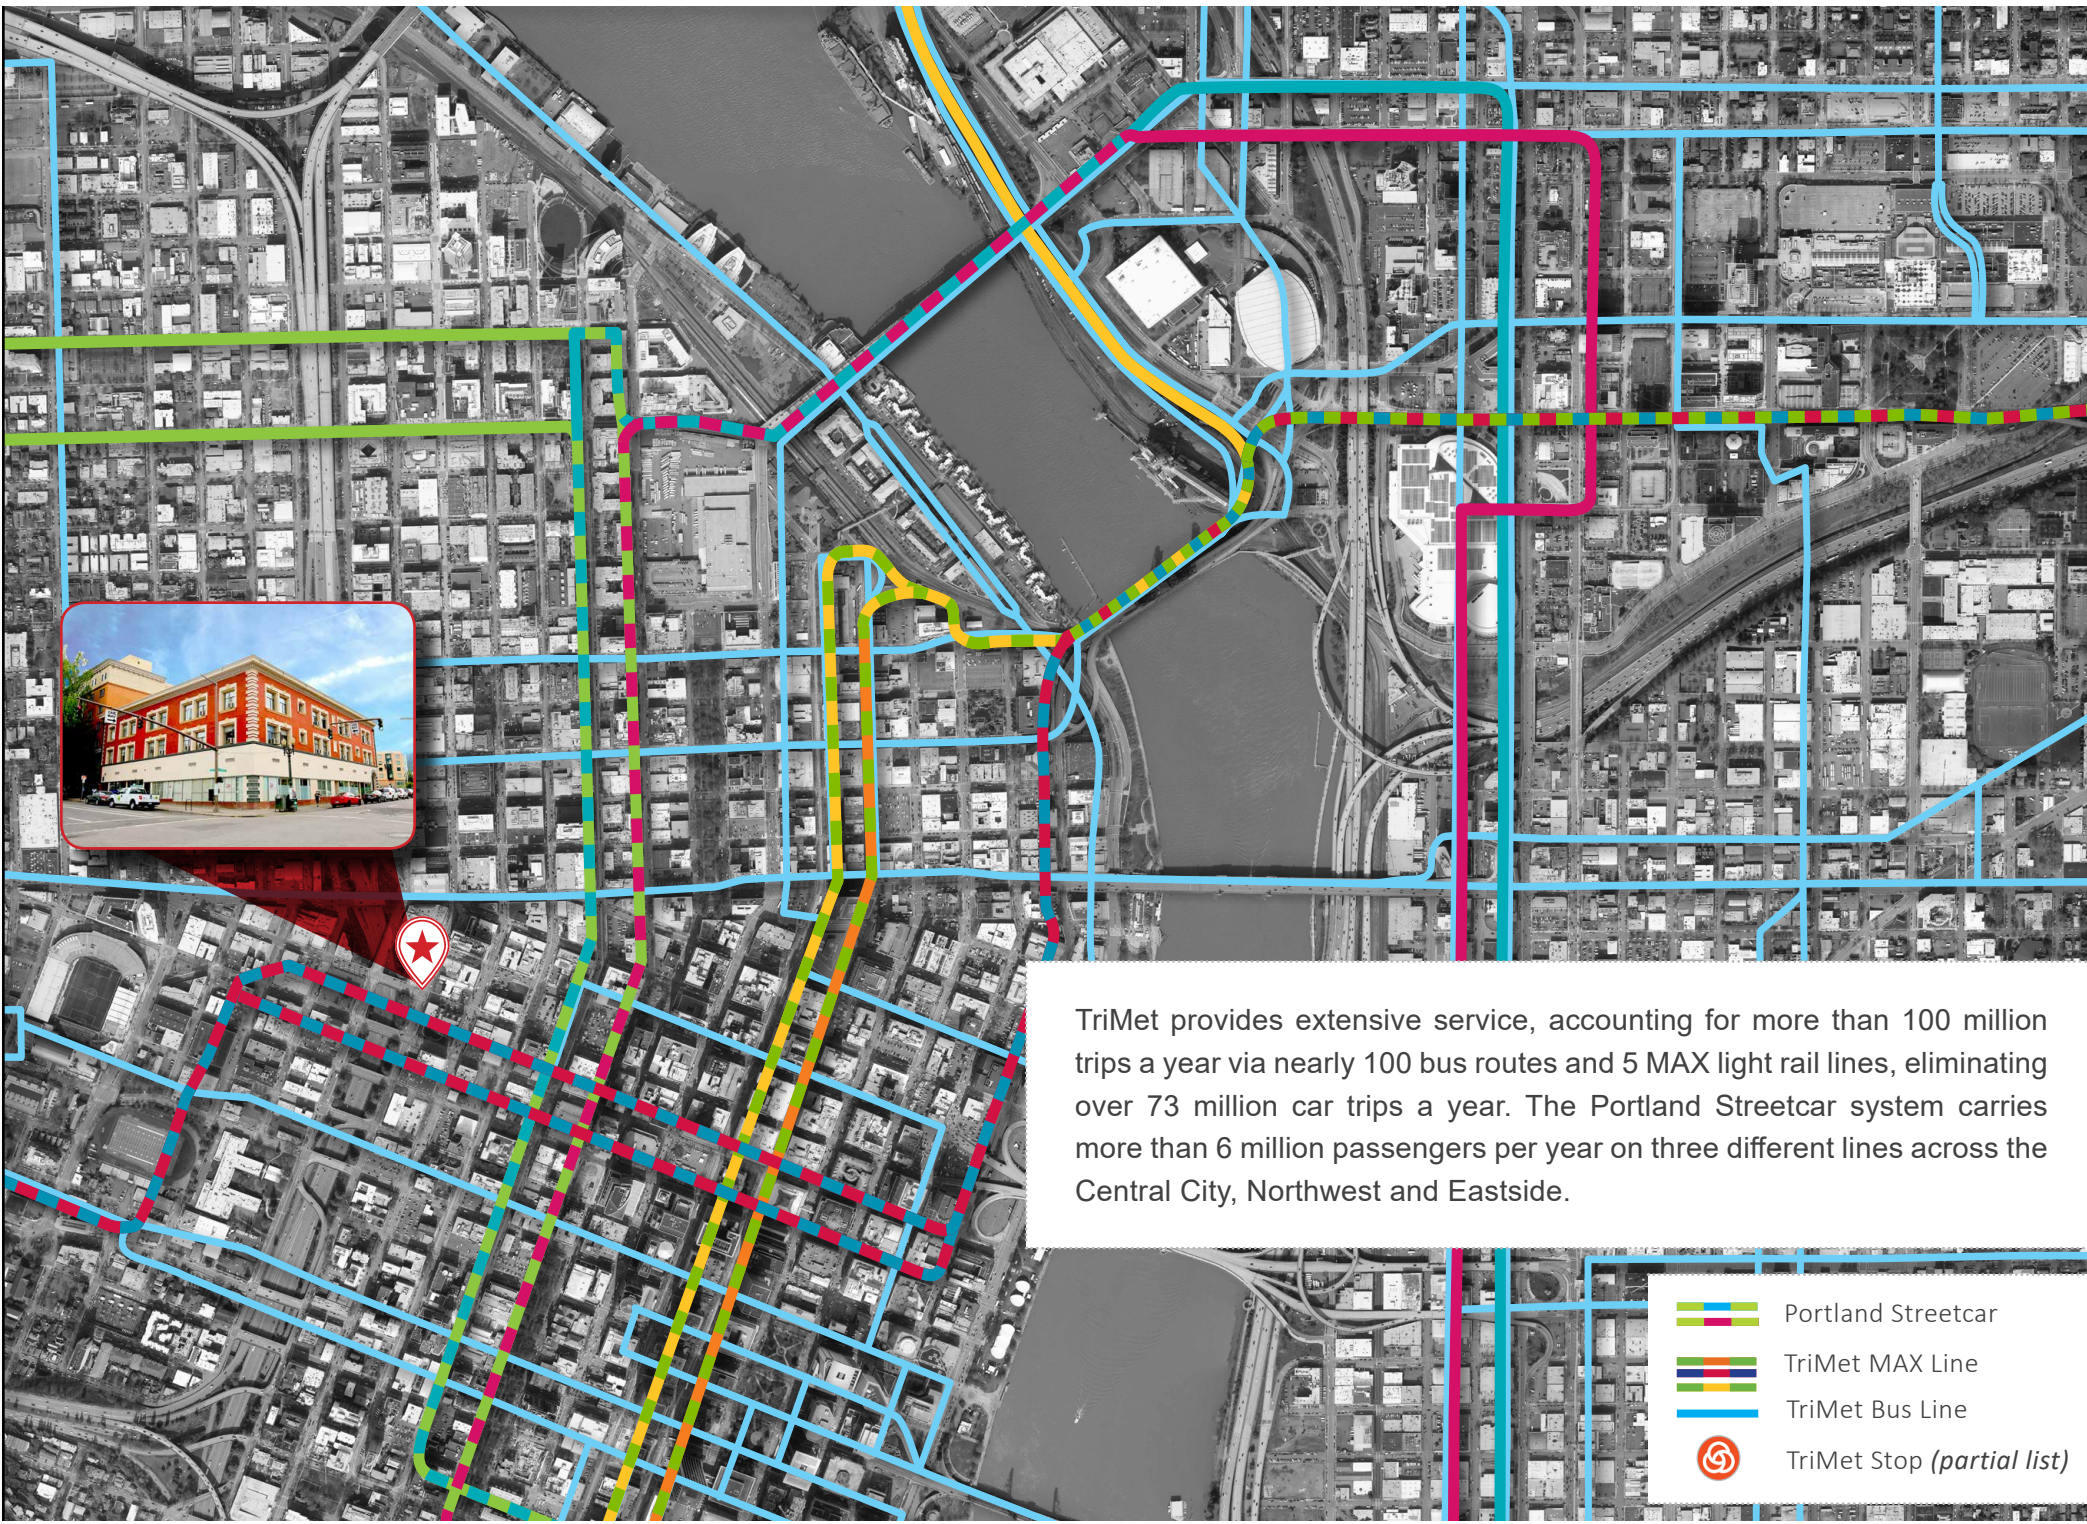 TriMet provides extensive service, accounting for more than 100 million
trips a year via nearly 100 bus routes and 5 MAX light rail lines, eliminating
over 73 million car trips a year. The Portland Streetcar system carries
more than 6 million passengers per year on three different lines across the
Central City, Northwest and Eastside.
Portland Streetcar
TriMet MAX Line
TriMet Bus Line
TriMet Stop (partial list)